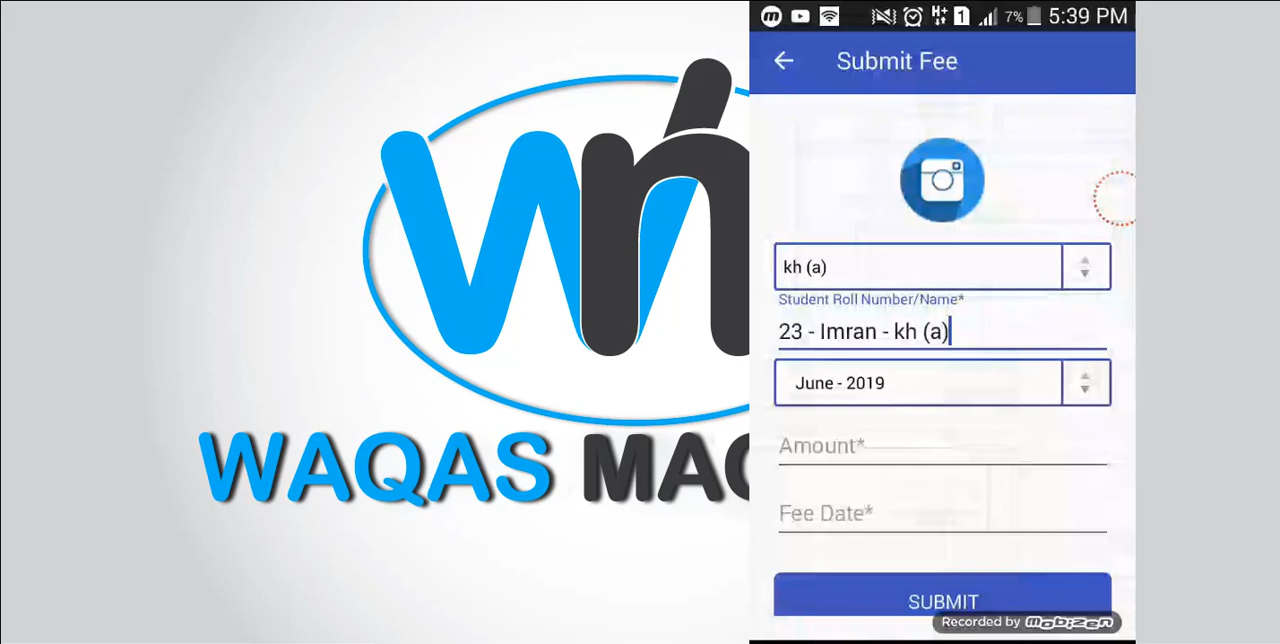 WAQAS
7% 5:39 PM
Submit Fee
kh (a)
Student Roll Number/Name*
23 - Imran - kh (a)
June - 2019
Amount*
Fee Date*
SUBMIT
Recorded by mobizen